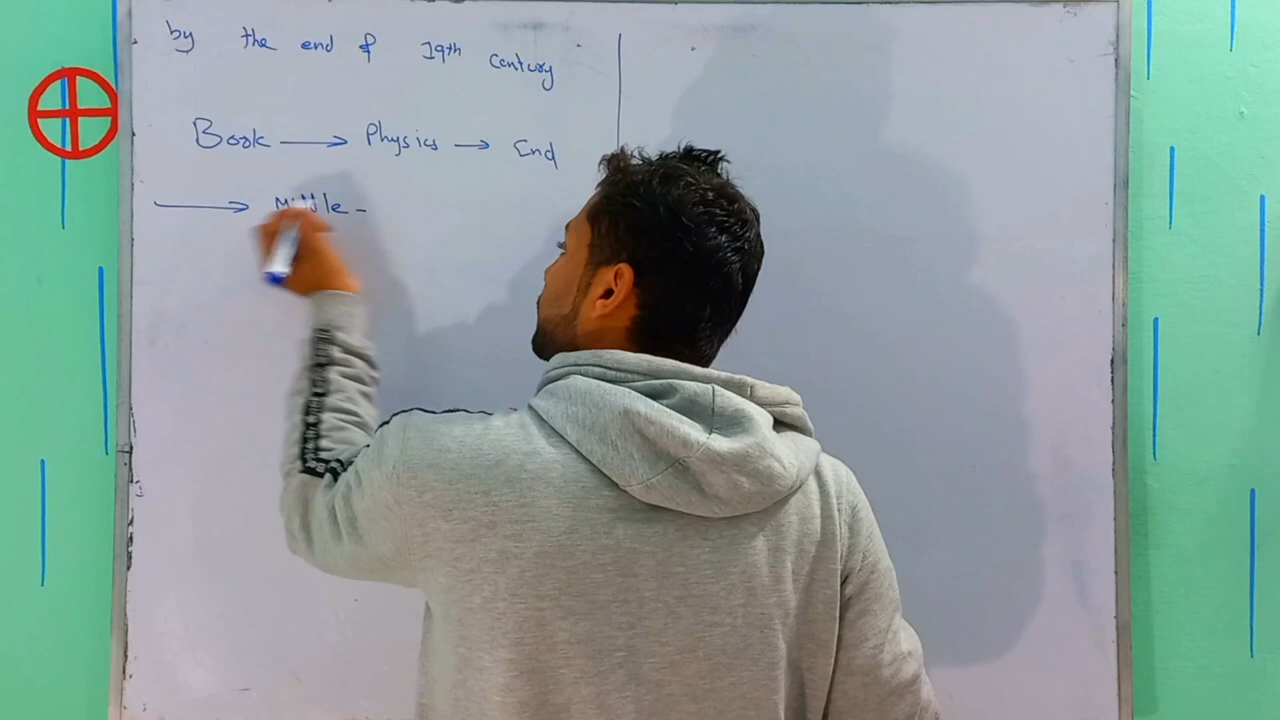 by the end of 19th century
Book → Physics → End
→ Middle -